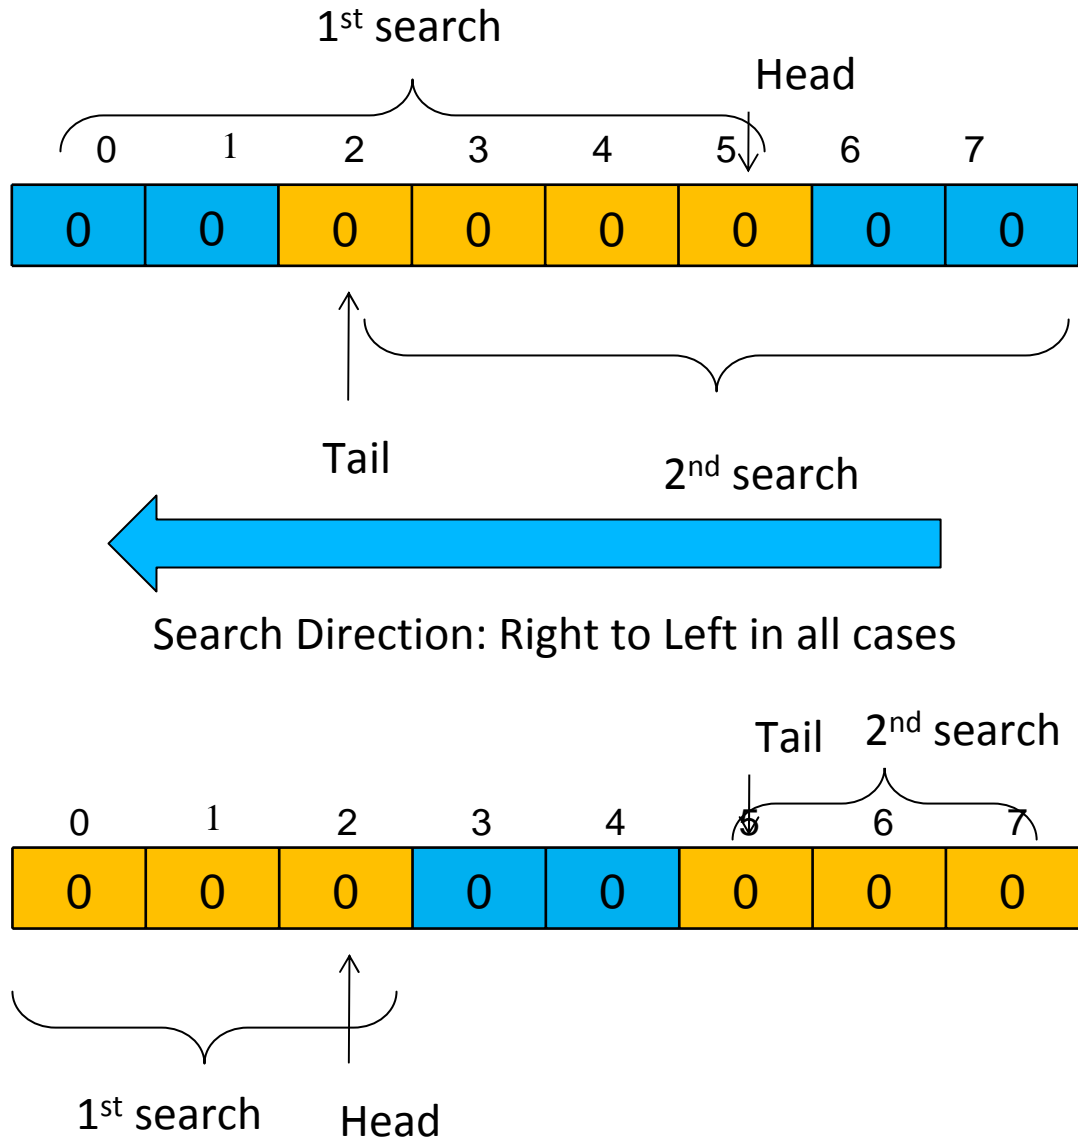 1st search
Head
0 1 2 3 4 5 6 7
0 0 0 0 0 0 0 0
Tail
2nd search
Search Direction: Right to Left in all cases
Tail 2nd search
0 1 2 3 4 5 6 7
0 0 0 0 0 0 0 0
1st search Head